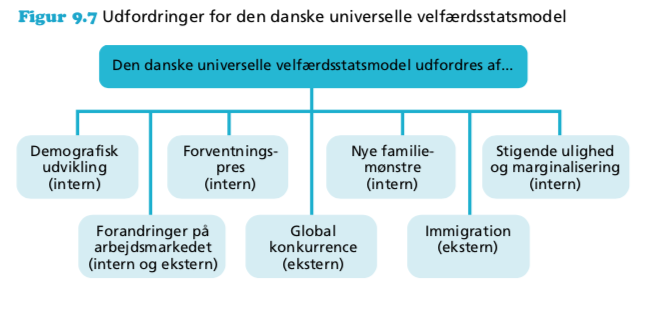 Figur 9.7 Udfordringer for den danske universelle velfærdsstatsmodel
Den danske universelle velfærdsstatsmodel udfordres af...
Demografisk
udvikling
(intern)
Forventnings-
pres
(intern)
Nye familie-
mønstre
(intern)
Stigende ulighed
og marginalisering
(intern)
Forandringer på
arbejdsmarkedet
(intern og ekstern)
Global
konkurrence
(ekstern)
Immigration
(ekstern)